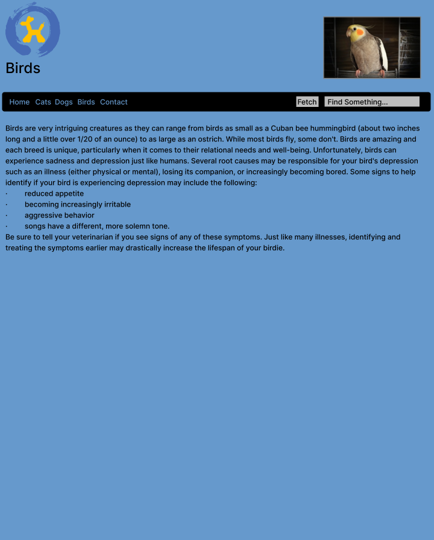 Birds
Home Cats Dogs Birds Contact Fetch Find Something...
Birds are very intriguing creatures as they can range from birds as small as a Cuban bee hummingbird (about two inches
long and a little over 1/20 of an ounce) to as large as an ostrich. While most birds fly, some don't. Birds are amazing and
each breed is unique, particularly when it comes to their relational needs and well-being. Unfortunately, birds can
experience sadness and depression just like humans. Several root causes may be responsible for your bird's depression
such as an illness (either physical or mental), losing its companion, or increasingly becoming bored. Some signs to help
identify if your bird is experiencing depression may include the following:
· reduced appetite
· becoming increasingly irritable
· aggressive behavior
· songs have a different, more solemn tone.
Be sure to tell your veterinarian if you see signs of any of these symptoms. Just like many illnesses, identifying and
treating the symptoms earlier may drastically increase the lifespan of your birdie.